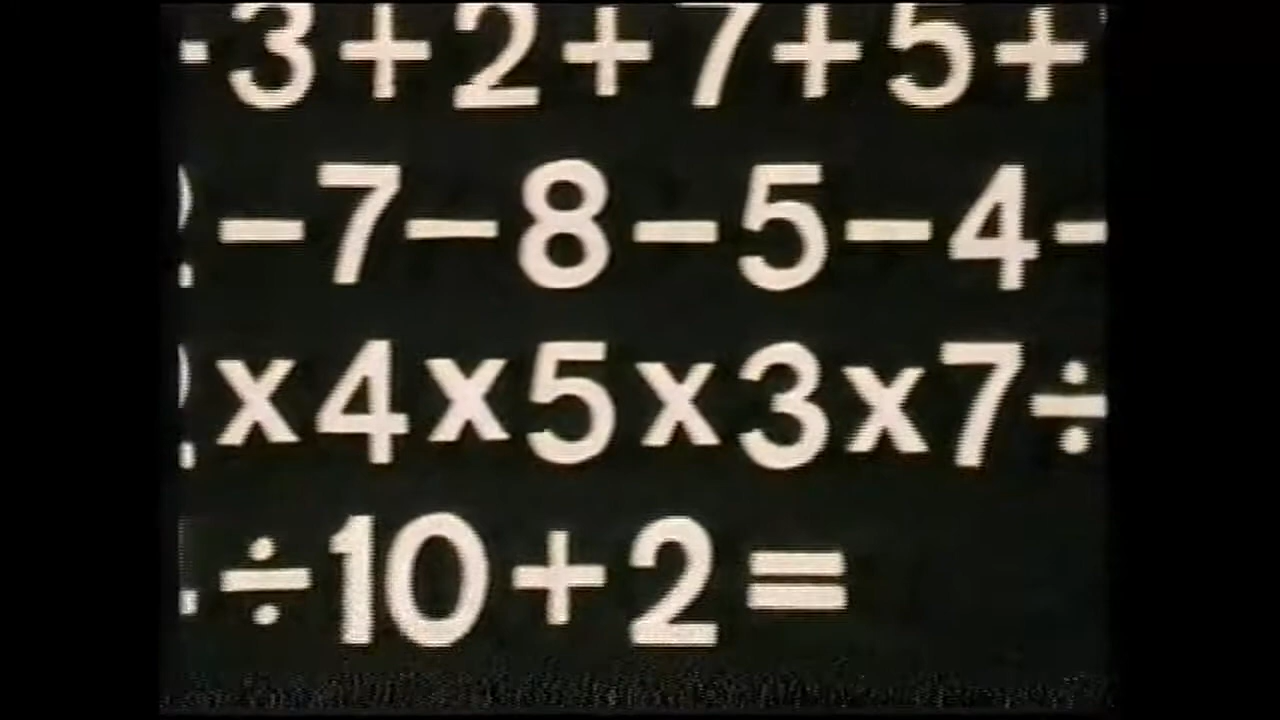 3+2+7+5+
-7-8-5-4-
x4x5x3x7÷
÷10+2=